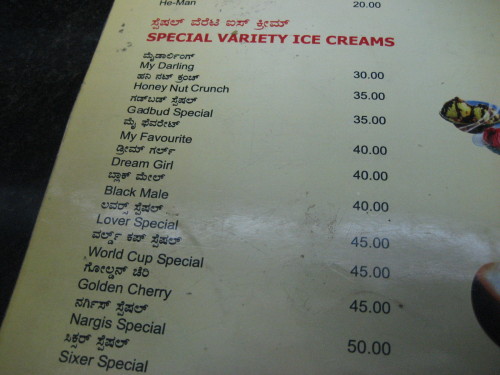 He-Man 20.00
ಸ್ಪೆಷಲ್ ವೆರೈಟಿ ಐಸ್ ಕ್ರೀಮ್
SPECIAL VARIETY ICE CREAMS
ಮೈಡಾರ್ಲಿಂಗ್
My Darling 30.00
ಹನಿ ನಟ್ ಕ್ರಂಚ್
Honey Nut Crunch 35.00
ಗಡ್‌ಬಡ್ ಸ್ಪೆಷಲ್
Gadbud Special 35.00
ಮೈ ಫೆವರೇಟ್
My Favourite 40.00
ಡ್ರೀಮ್ ಗರ್ಲ್
Dream Girl 40.00
ಬ್ಲಾಕ್ ಮೇಲ್
Black Male 40.00
ಲವರ್‍ಸ್ ಸ್ಪೆಷಲ್
Lover Special 45.00
ವರ್ಲ್ಡ್ ಕಪ್ ಸ್ಪೆಷಲ್
World Cup Special 45.00
ಗೋಲ್ಡನ್ ಚೆರಿ
Golden Cherry 45.00
ನರ್ಗಿಸ್ ಸ್ಪೆಷಲ್
Nargis Special 50.00
ಸಿಕ್ಸರ್ ಸ್ಪೆಷಲ್
Sixer Special